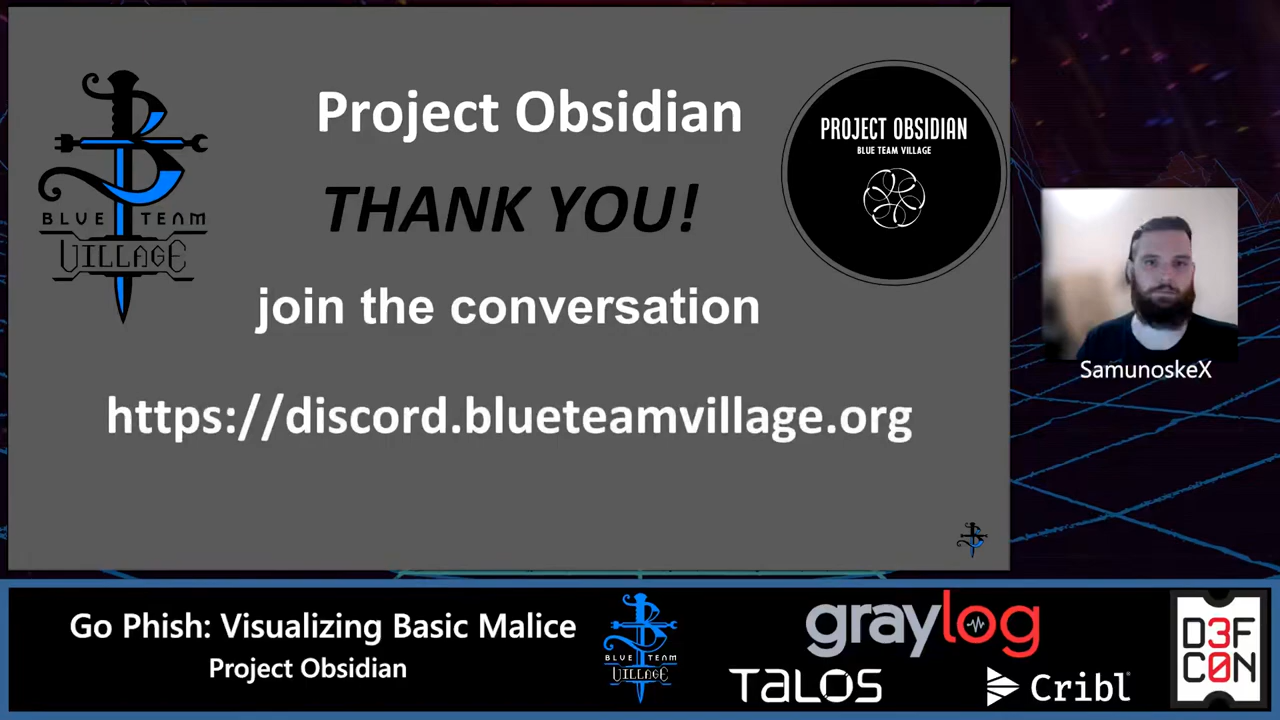 Project Obsidian
THANK YOU!
join the conversation
https://discord.blueteamvillage.org
BLUE TEAM
VILLAGE
PROJECT OBSIDIAN
BLUE TEAM VILLAGE
SamunoskeX
Go Phish: Visualizing Basic Malice
Project Obsidian
BLUE TEAM
VILLAGE
graylog
TALOS
Cribl
D3F
C0N